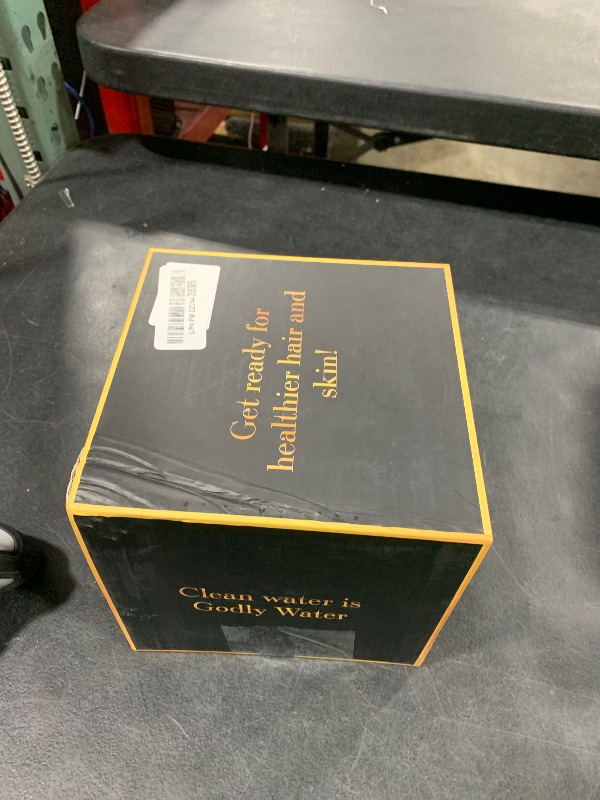 Get ready for
healthier hair and
skin!
Clean water is
Godly Water